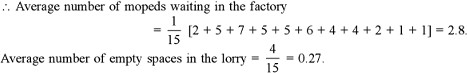 ∴ Average number of mopeds waiting in the factory
= 1/15 [2 + 5 + 7 + 5 + 5 + 6 + 4 + 4 + 2 + 1 + 1] = 2.8.
Average number of empty spaces in the lorry = 4/15 = 0.27.